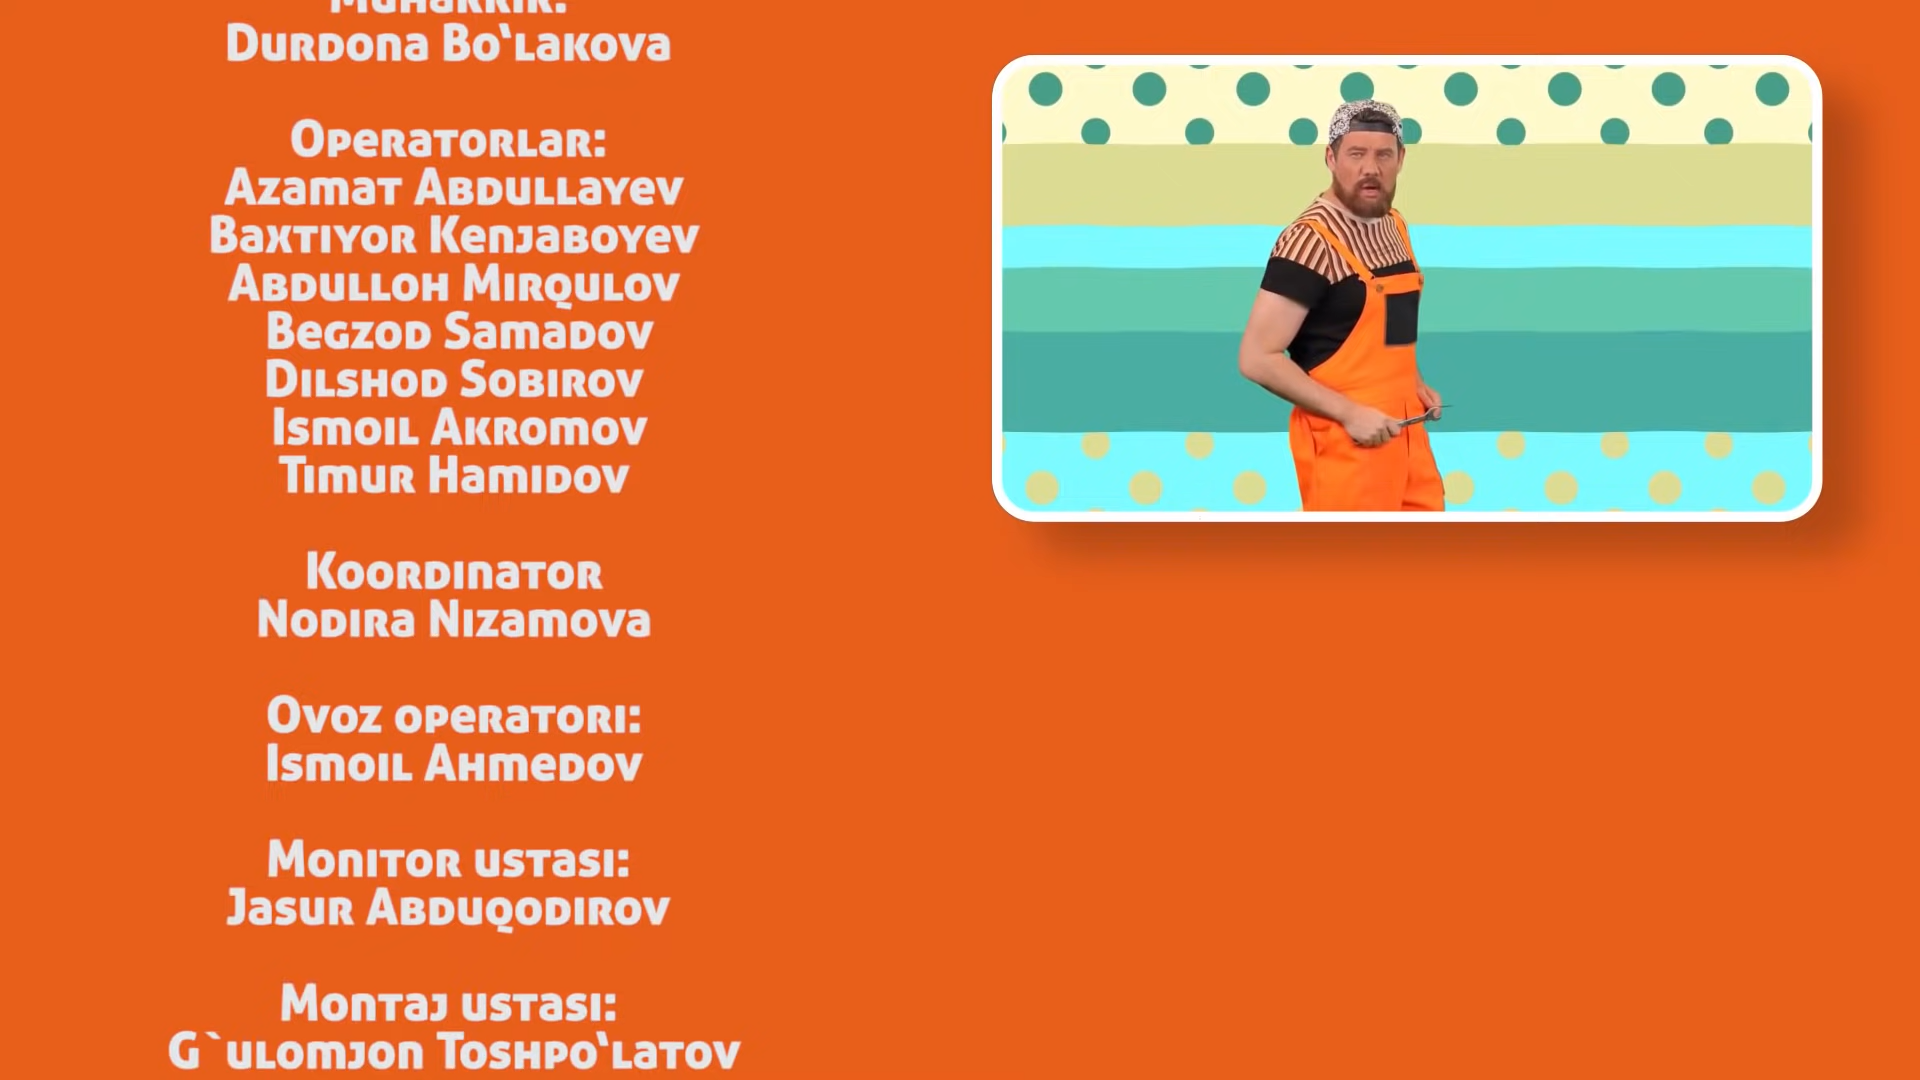 Muharrir:
Durdona Bo‘lakova
Operatorlar:
Azamat Abdullayev
Baxtiyor Kenjaboyev
Abdulloh Mirqulov
Begzod Samadov
Dilshod Sobirov
Ismoil Akromov
Timur Hamidov
Koordinator
Nodira Nizamova
Ovoz operatori:
Ismoil Ahmedov
Monitor ustasi:
Jasur Abduqodirov
Montaj ustasi:
G`ulomjon Toshpo‘latov